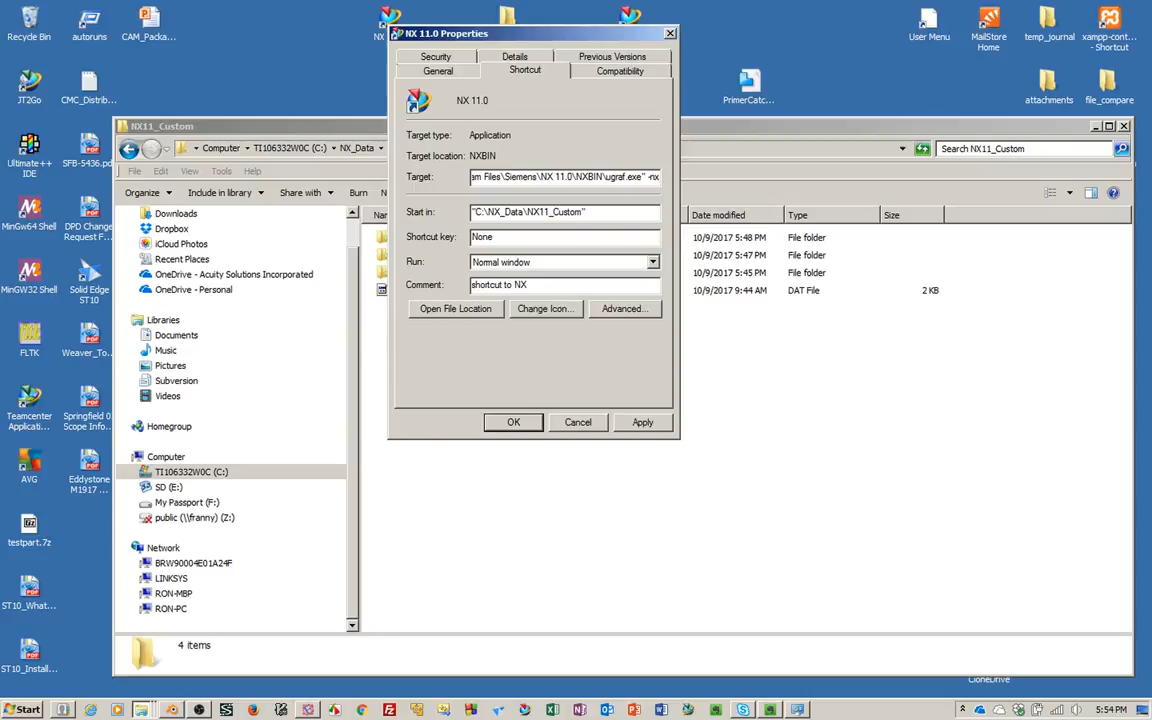 Recycle Bin
autoruns
CAM_Packa...
NX
User Menu
MailStore
Home
temp_journal
xampp-cont...
- Shortcut
JT2Go
CMC_Distrib...
PrimerCatc...
attachments
file_compare
Ultimate++
IDE
SFB-5436.pd
MinGw64 Shell
DPD Change
Request F...
MinGW32 Shell
Solid Edge
ST10
FLTK
Weaver_To...
Teamcenter
Applicati...
Springfield 0
Scope Info...
AVG
Eddystone
M1917 ...
testpart.7z
ST10_What...
ST10_Install...
CloneDrive
NX11_Custom
Computer
TI106332W0C (C:)
NX_Data
Search NX11_Custom
File
Edit
View
Tools
Help
Organize
Include in library
Share with
Burn
Date modified
Type
Size
Downloads
Dropbox
iCloud Photos
Recent Places
OneDrive - Acuity Solutions Incorporated
OneDrive - Personal
Libraries
Documents
Music
Pictures
Subversion
Videos
Homegroup
Computer
TI106332W0C (C:)
SD (E:)
My Passport (F:)
public (\\franny) (Z:)
Network
BRW90004E01A24F
LINKSYS
RON-MBP
RON-PC
10/9/2017 5:48 PM File folder
10/9/2017 5:47 PM File folder
10/9/2017 5:45 PM File folder
10/9/2017 9:44 AM DAT File 2 KB
4 items
NX 11.0 Properties
Security
Details
Previous Versions
General
Shortcut
Compatibility
NX 11.0
Target type: Application
Target location: NXBIN
Target: sm Files\Siemens\NX 11.0\NXBIN\ugraf.exe" -nx
Start in: "C:\NX_Data\NX11_Custom"
Shortcut key: None
Run: Normal window
Comment: shortcut to NX
Open File Location
Change Icon...
Advanced...
OK
Cancel
Apply
Start
5:54 PM